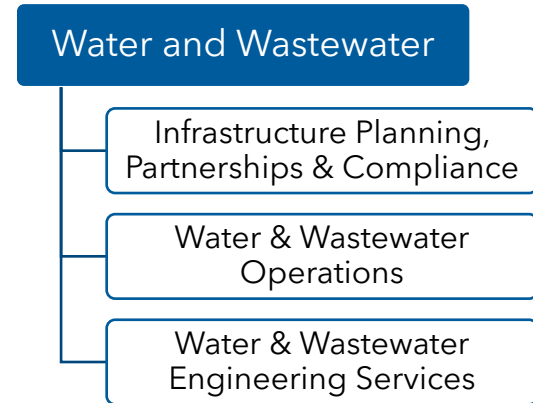 Water and Wastewater
Infrastructure Planning,
Partnerships & Compliance
Water & Wastewater
Operations
Water & Wastewater
Engineering Services